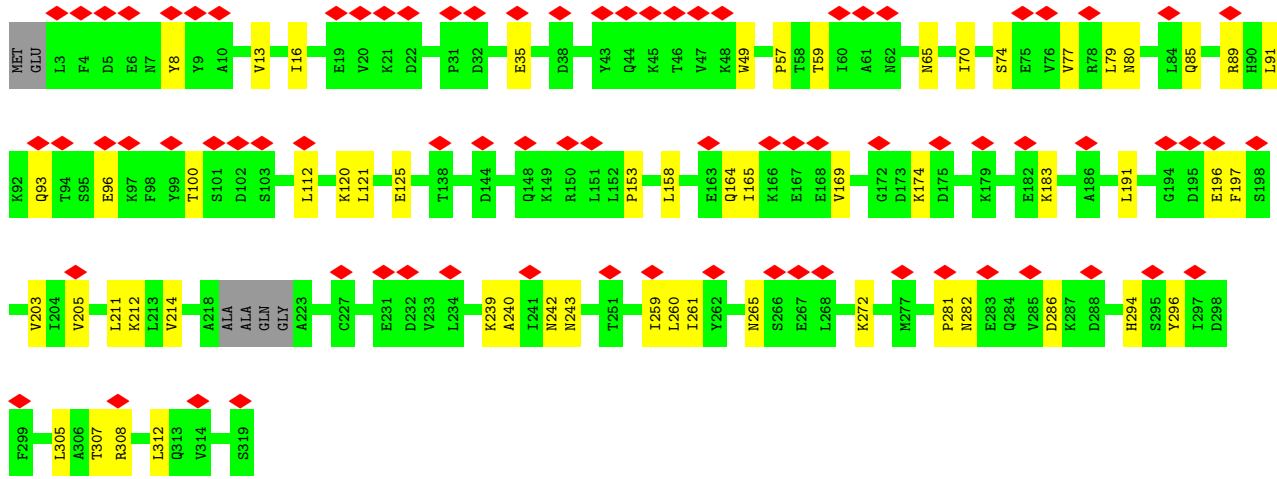 MET GLU L3 F4 D5 E6 N7 Y8 Y9 A10 V13 I16 E19 V20 K21 D22 P31 D32 E35 D38 Y43 Q44 K45 T46 V47 K48 W49 P57 T58 T59 I60 A61 N62 N65 I70 S74 E75 V76 V77 R78 L79 N80 L84 Q85 R89 H90 L91
K92 Q93 T94 S95 E96 K97 F98 Y99 T100 S101 D102 S103 L112 K120 L121 E125 T138 D144 Q148 K149 R150 L151 L152 P153 L158 E163 Q164 I165 K166 E167 E168 V169 G172 D173 K174 D175 K179 E182 K183 A186 L191 G194 D195 E196 F197 S198
V203 I204 V205 L211 K212 L213 V214 A218 ALA ALA GLN GLY A223 C227 E231 D232 V233 L234 K239 A240 I241 N242 N243 T251 I259 L260 I261 Y262 N265 S266 E267 L268 K272 M277 P281 N282 E283 Q284 V285 D286 K287 D288 H294 S295 Y296 I297 D298
F299 L305 A306 T307 R308 L312 Q313 V314 S319